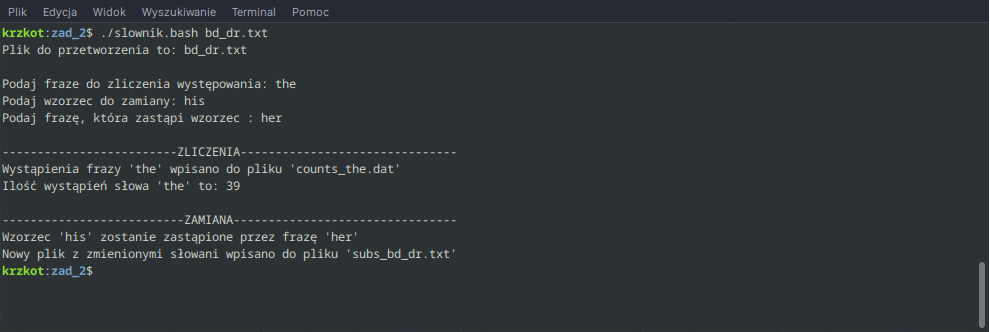 Plik Edycja Widok Wyszukiwanie Terminal Pomoc
krzkot:zad_2$ ./slownik.bash bd_dr.txt
Plik do przetworzenia to: bd_dr.txt
Podaj fraze do zliczenia występowania: the
Podaj wzorzec do zamiany: his
Podaj frazę, która zastąpi wzorzec : her
-------------------------ZLICZENIA-------------------------------
Wystąpienia frazy 'the' wpisano do pliku 'counts_the.dat'
Ilość wystąpień słowa 'the' to: 39
--------------------------ZAMIANA--------------------------------
Wzorzec 'his' zostanie zastąpione przez frazę 'her'
Nowy plik z zmienionymi słowani wpisano do pliku 'subs_bd_dr.txt'
krzkot:zad_2$